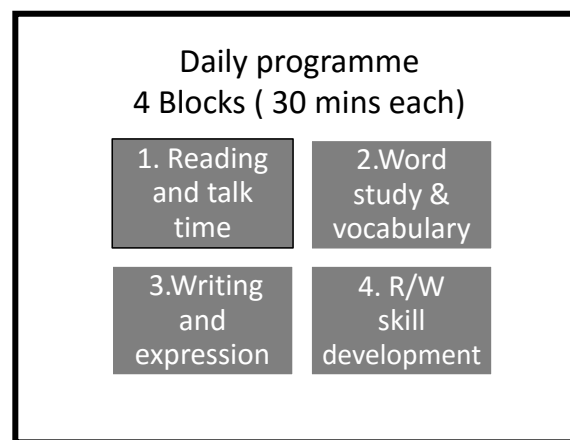 Daily programme
4 Blocks ( 30 mins each)
1. Reading
and talk
time
2.Word
study &
vocabulary
3.Writing
and
expression
4. R/W
skill
development